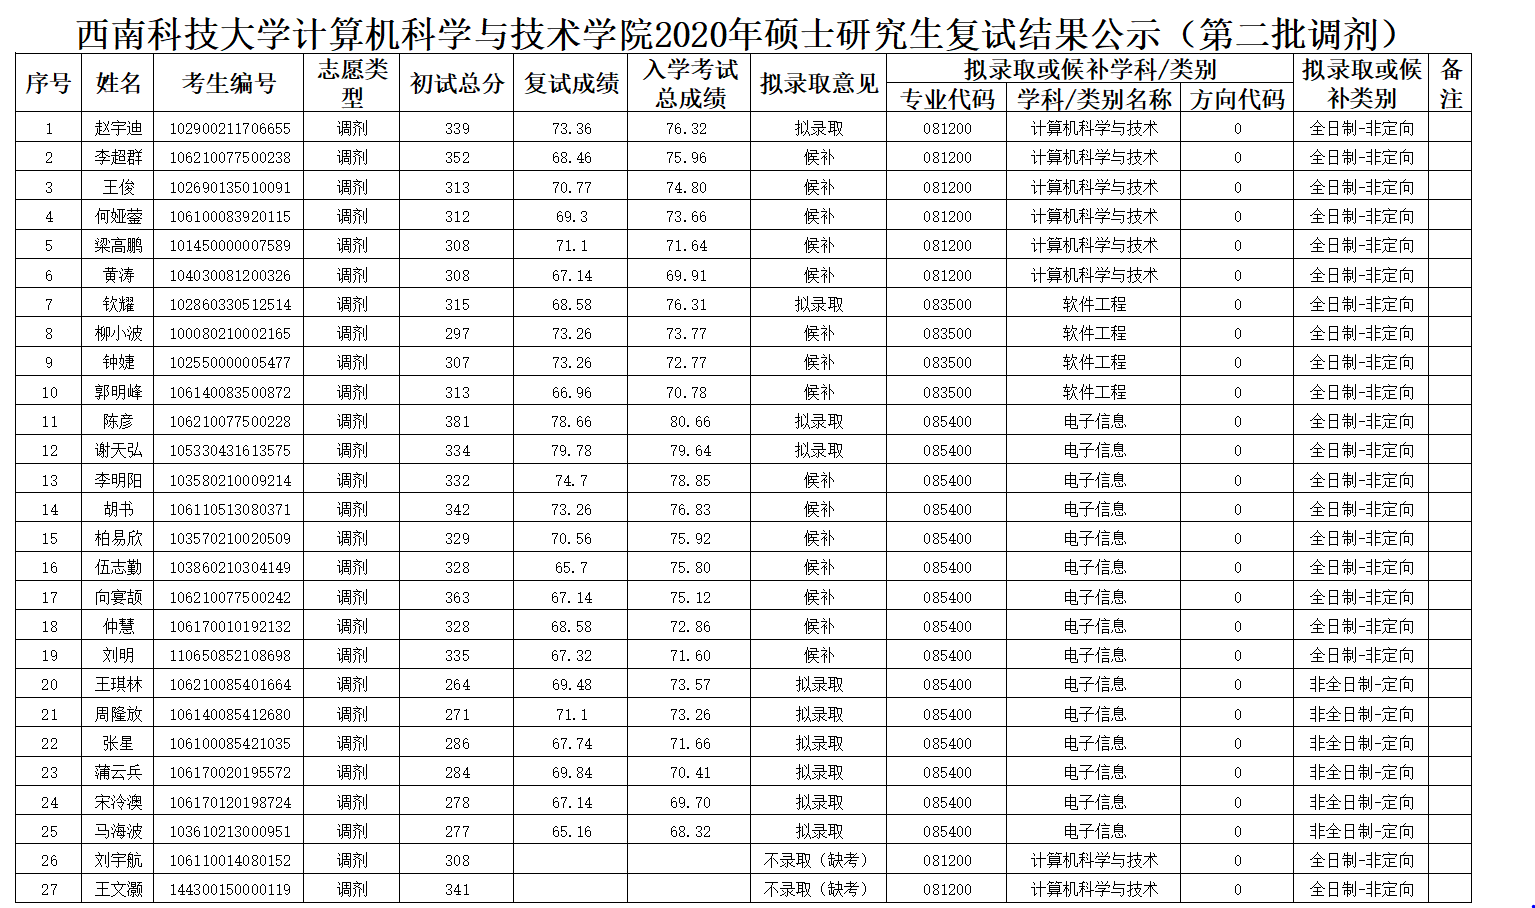 西南科技大学计算机科学与技术学院2020年硕士研究生复试结果公示（第二批调剂）
序号 姓名 考生编号 志愿类型 初试总分 复试成绩 入学考试总成绩 拟录取意见 拟录取或候补学科/类别 拟录取或候补类别 备注
专业代码 学科/类别名称 方向代码
1 赵宇迪 102900211706655 调剂 339 73.36 76.32 拟录取 081200 计算机科学与技术 0 全日制-非定向
2 李超群 106210077500238 调剂 352 68.46 75.96 候补 081200 计算机科学与技术 0 全日制-非定向
3 王俊 102690135010091 调剂 313 70.77 74.80 候补 081200 计算机科学与技术 0 全日制-非定向
4 何娅蓥 106100083920115 调剂 312 69.3 73.66 候补 081200 计算机科学与技术 0 全日制-非定向
5 梁高鹏 101450000007589 调剂 308 71.1 71.64 候补 081200 计算机科学与技术 0 全日制-非定向
6 黄涛 104030081200326 调剂 308 67.14 69.91 候补 081200 计算机科学与技术 0 全日制-非定向
7 钦耀 102860330512514 调剂 315 68.58 76.31 拟录取 083500 软件工程 0 全日制-非定向
8 柳小波 100080210002165 调剂 297 73.26 73.77 候补 083500 软件工程 0 全日制-非定向
9 钟婕 102550000005477 调剂 307 73.26 72.77 候补 083500 软件工程 0 全日制-非定向
10 郭明峰 106140083500872 调剂 313 66.96 70.78 候补 083500 软件工程 0 全日制-非定向
11 陈彦 106210077500228 调剂 381 78.66 80.66 拟录取 085400 电子信息 0 全日制-非定向
12 谢天弘 105330431613575 调剂 334 79.78 79.64 拟录取 085400 电子信息 0 全日制-非定向
13 李明阳 103580210009214 调剂 332 74.7 78.85 候补 085400 电子信息 0 全日制-非定向
14 胡书 106110513080371 调剂 342 73.26 76.83 候补 085400 电子信息 0 全日制-非定向
15 柏易欣 103570210020509 调剂 329 70.56 75.92 候补 085400 电子信息 0 全日制-非定向
16 伍志勤 103860210304149 调剂 328 65.7 75.80 候补 085400 电子信息 0 全日制-非定向
17 向宴颉 106210077500242 调剂 363 67.14 75.12 候补 085400 电子信息 0 全日制-非定向
18 仲慧 106170010192132 调剂 328 68.58 72.86 候补 085400 电子信息 0 全日制-非定向
19 刘明 110650852108698 调剂 335 67.32 71.60 候补 085400 电子信息 0 全日制-非定向
20 王琪林 106210085401664 调剂 264 69.48 73.57 拟录取 085400 电子信息 0 非全日制-定向
21 周隆放 106140085412680 调剂 271 71.1 73.26 拟录取 085400 电子信息 0 非全日制-定向
22 张星 106100085421035 调剂 286 67.74 71.66 拟录取 085400 电子信息 0 非全日制-定向
23 蒲云兵 106170020195572 调剂 284 69.84 70.41 拟录取 085400 电子信息 0 非全日制-定向
24 宋泠澳 106170120198724 调剂 278 67.14 69.70 拟录取 085400 电子信息 0 非全日制-定向
25 马海波 103610213000951 调剂 277 65.16 68.32 拟录取 085400 电子信息 0 非全日制-定向
26 刘宇航 106110014080152 调剂 308 不录取（缺考） 081200 计算机科学与技术 0 全日制-非定向
27 王文灏 144300150000119 调剂 341 不录取（缺考） 081200 计算机科学与技术 0 全日制-非定向